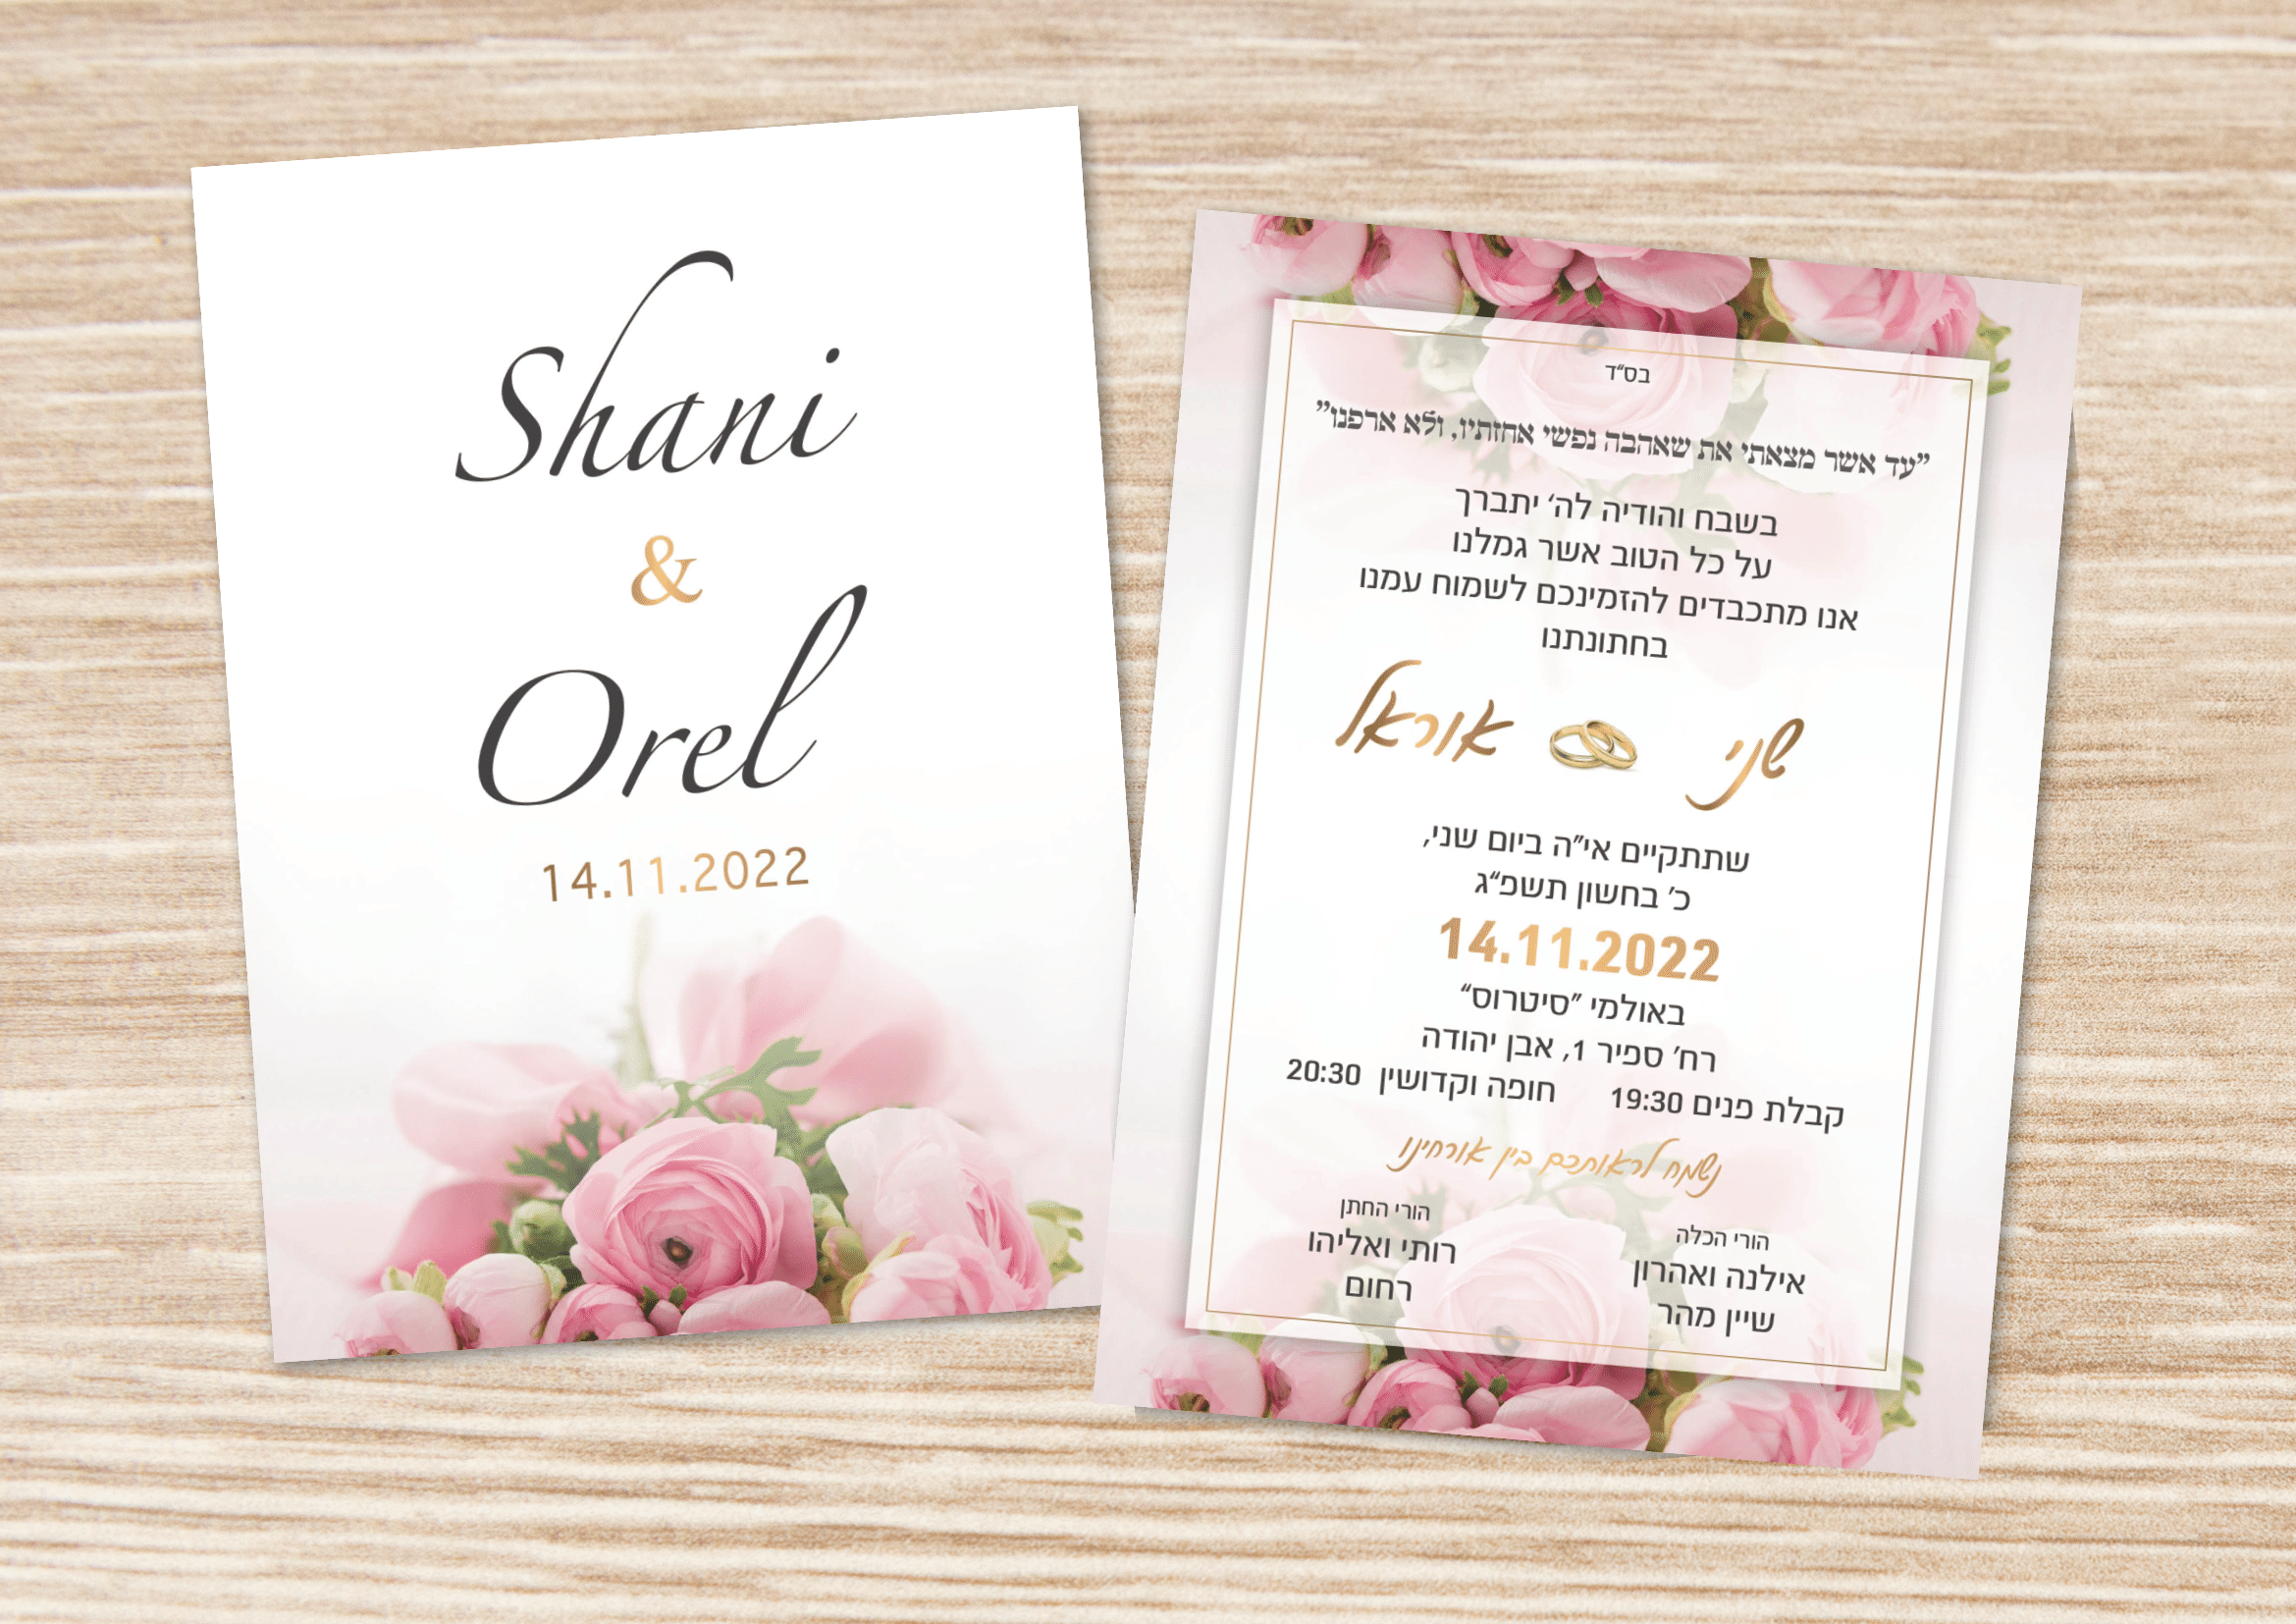 Shani
&
Orel
14.11.2022
בס"ד
"עד אשר מצאתי את שאהבה נפשי אחזתיו, ולא ארפנו"
בשבח והודיה לה' יתברך
על כל הטוב אשר גמלנו
אנו מתכבדים להזמינכם לשמוח עמנו
בחתונתנו
שני אוראל
שתתקיים אי"ה ביום שני,
כ' בחשון תשפ"ג
14.11.2022
באולמי "סיטרוס"
רח' ספיר 1, אבן יהודה
קבלת פנים 19:30 חופה וקדושין 20:30
נשמח לראותכם בין אורחינו
הורי הכלה
אילנה ואהרון
שיין מהר
הורי החתן
רותי ואליהו
רחום